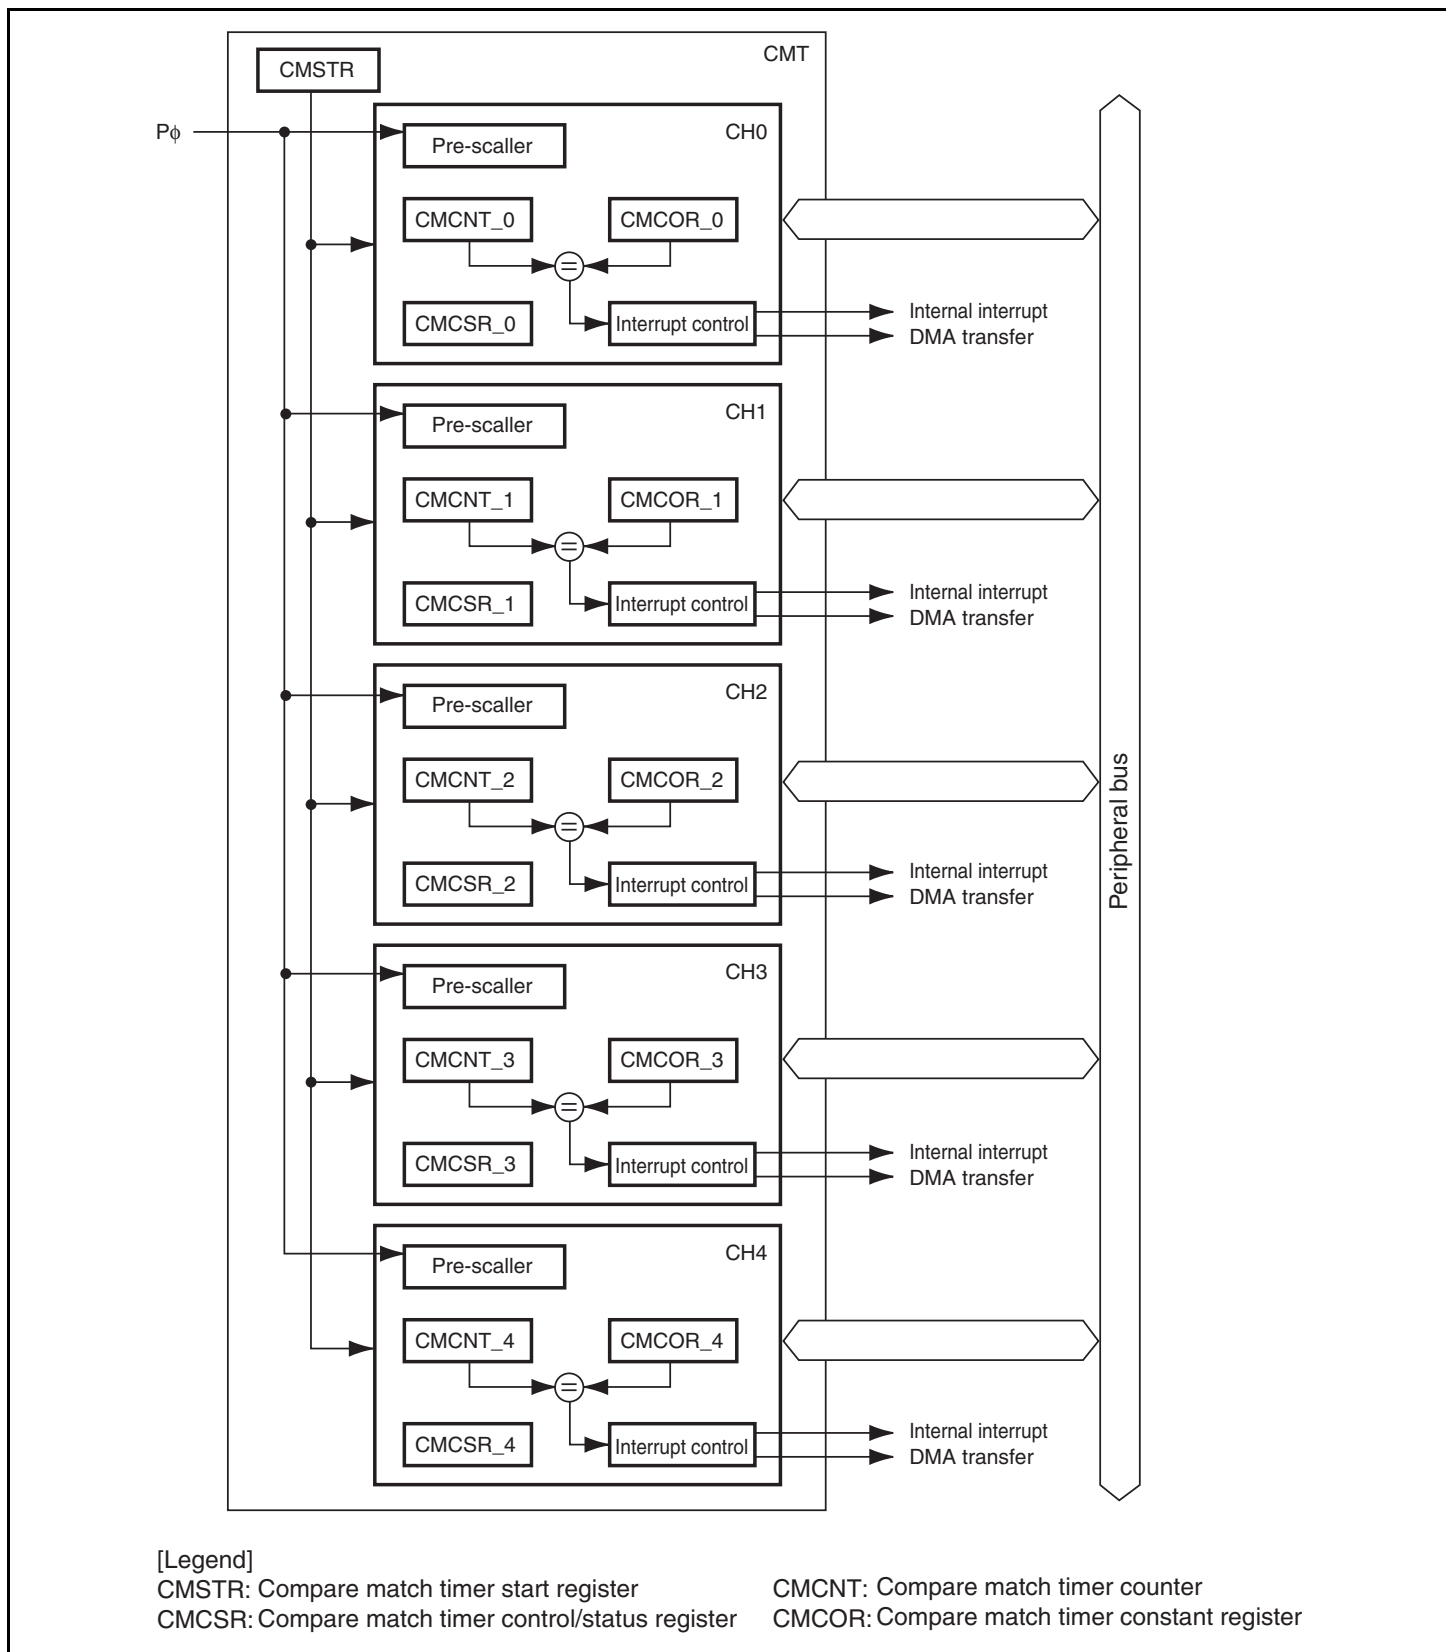 CMT
CMSTR
Pφ
CH0
Pre-scaller
CMCNT_0
CMCOR_0
=
CMCSR_0
Interrupt control
Internal interrupt
DMA transfer
CH1
Pre-scaller
CMCNT_1
CMCOR_1
=
CMCSR_1
Interrupt control
Internal interrupt
DMA transfer
CH2
Pre-scaller
CMCNT_2
CMCOR_2
=
CMCSR_2
Interrupt control
Internal interrupt
DMA transfer
Peripheral bus
CH3
Pre-scaller
CMCNT_3
CMCOR_3
=
CMCSR_3
Interrupt control
Internal interrupt
DMA transfer
CH4
Pre-scaller
CMCNT_4
CMCOR_4
=
CMCSR_4
Interrupt control
Internal interrupt
DMA transfer
[Legend]
CMSTR: Compare match timer start register
CMCSR: Compare match timer control/status register
CMCNT: Compare match timer counter
CMCOR: Compare match timer constant register